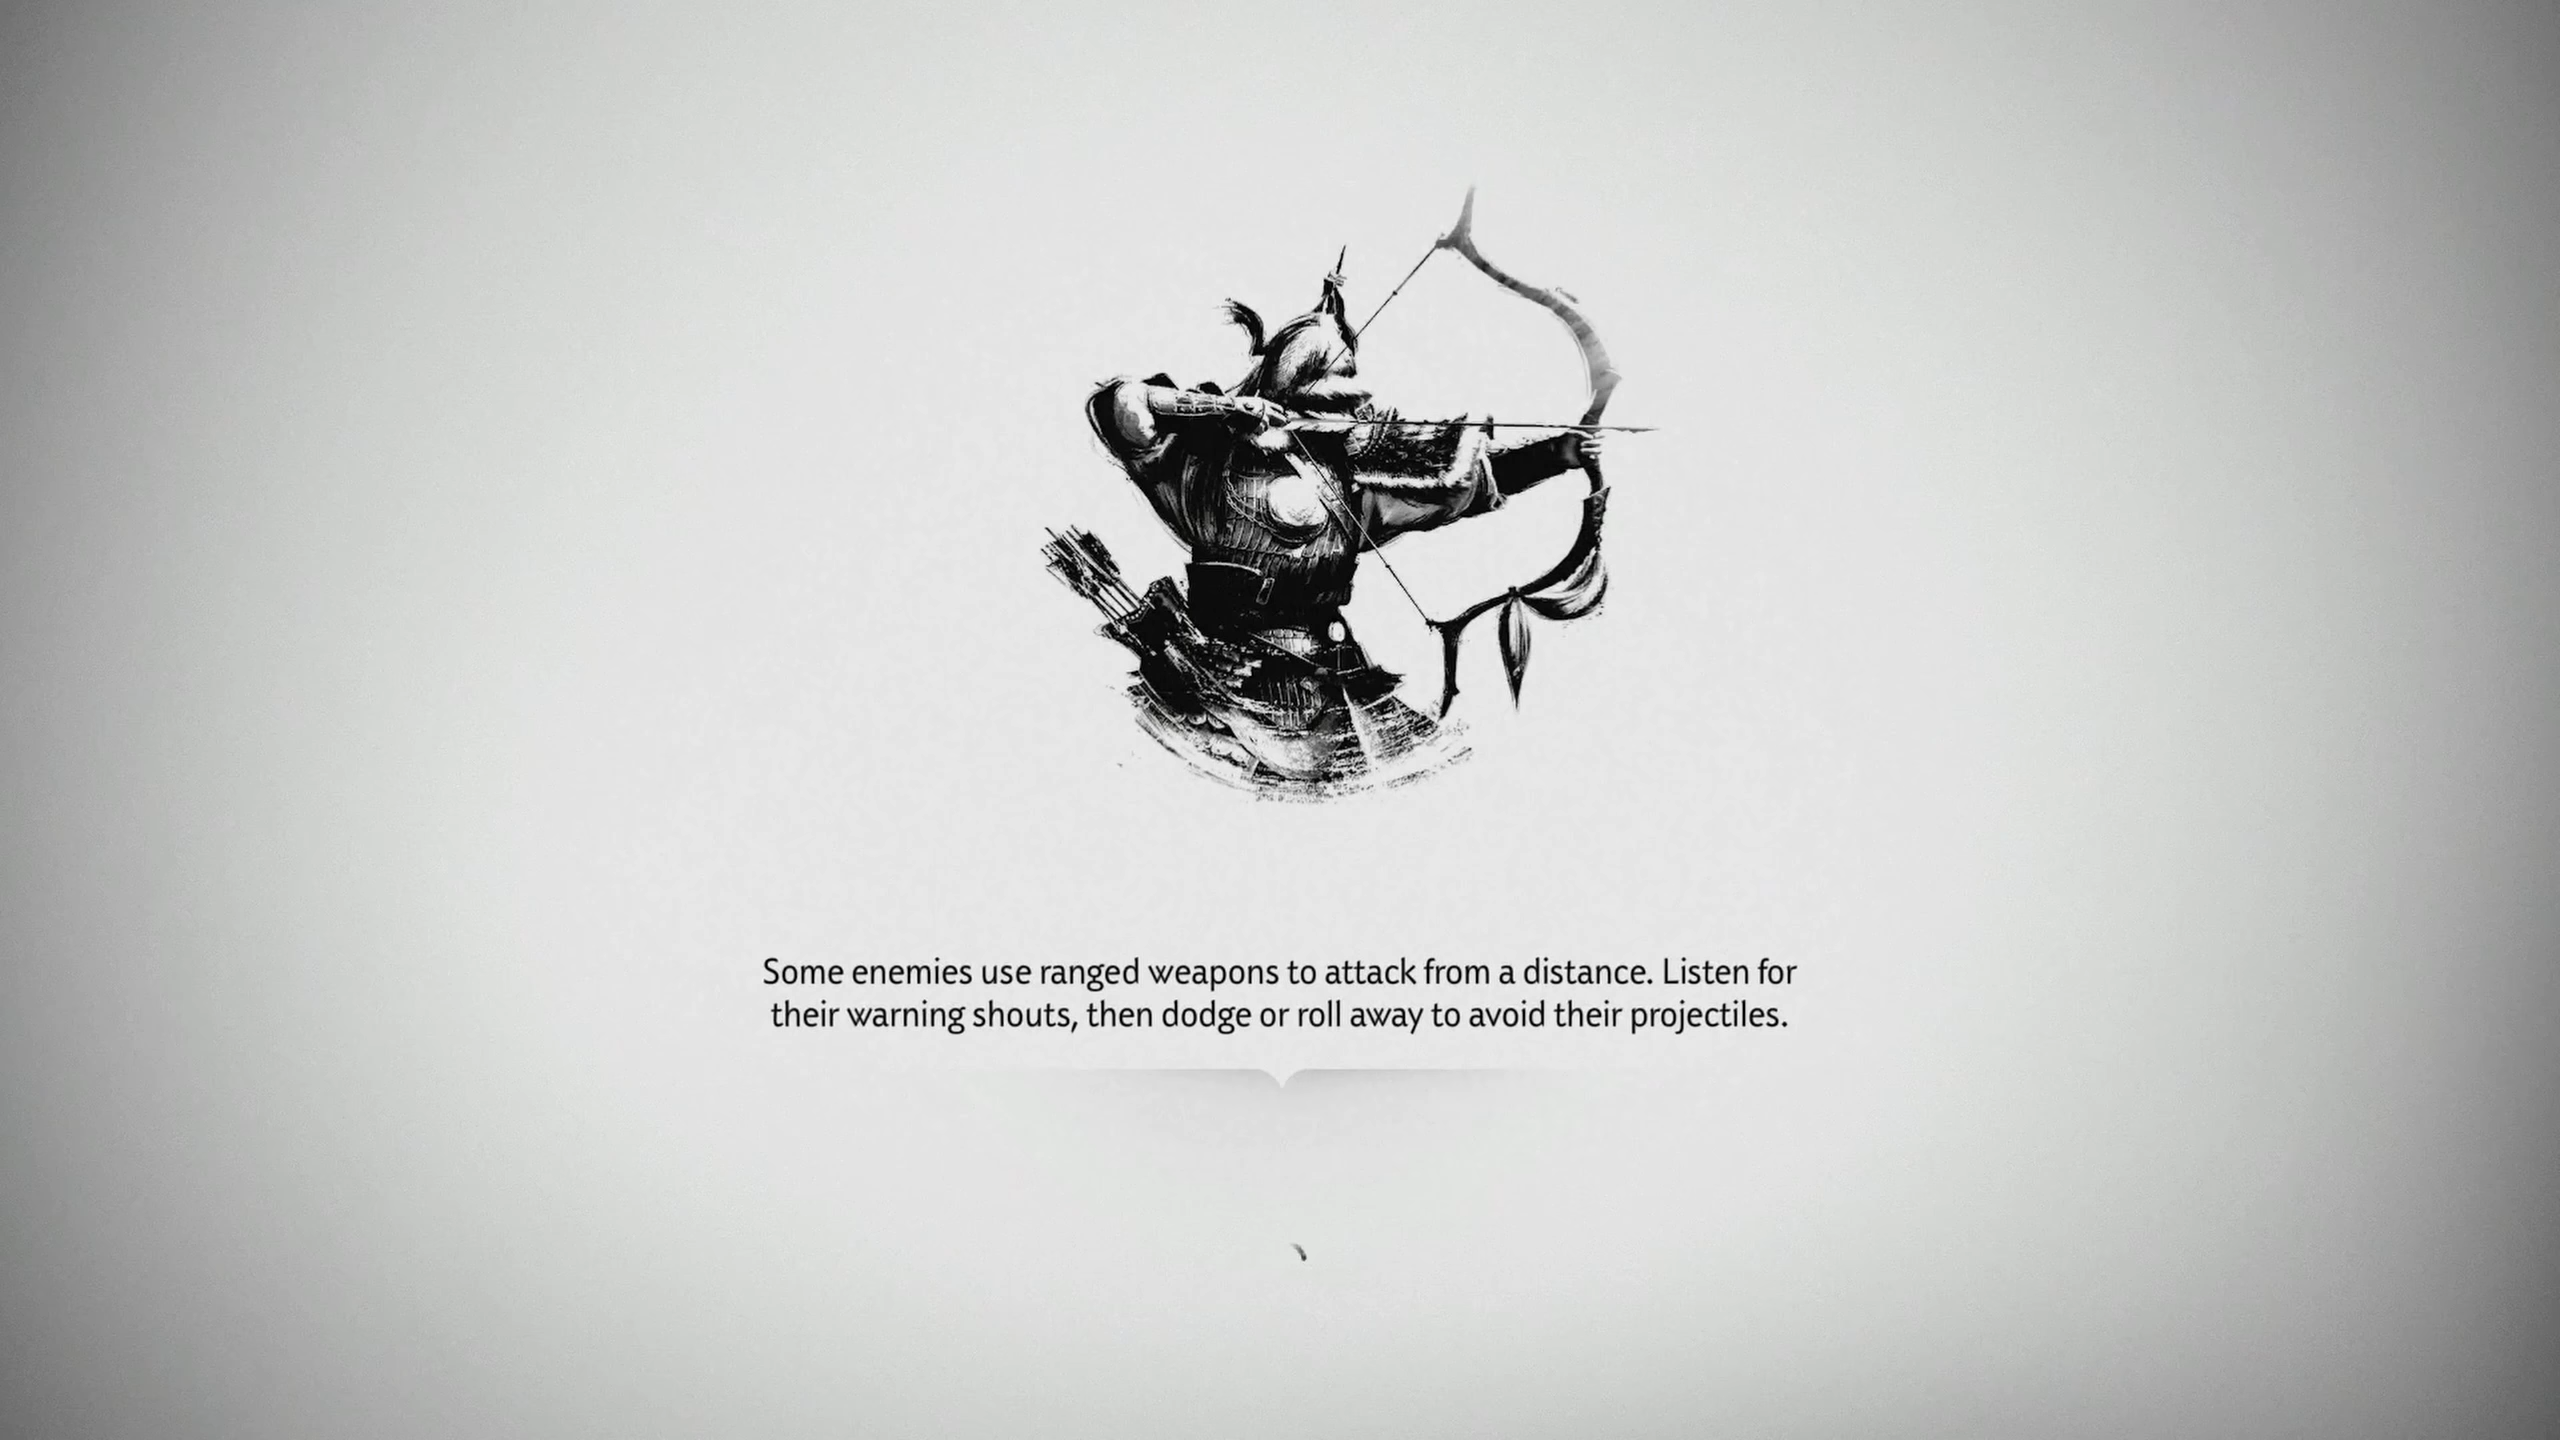 Some enemies use ranged weapons to attack from a distance. Listen for
their warning shouts, then dodge or roll away to avoid their projectiles.